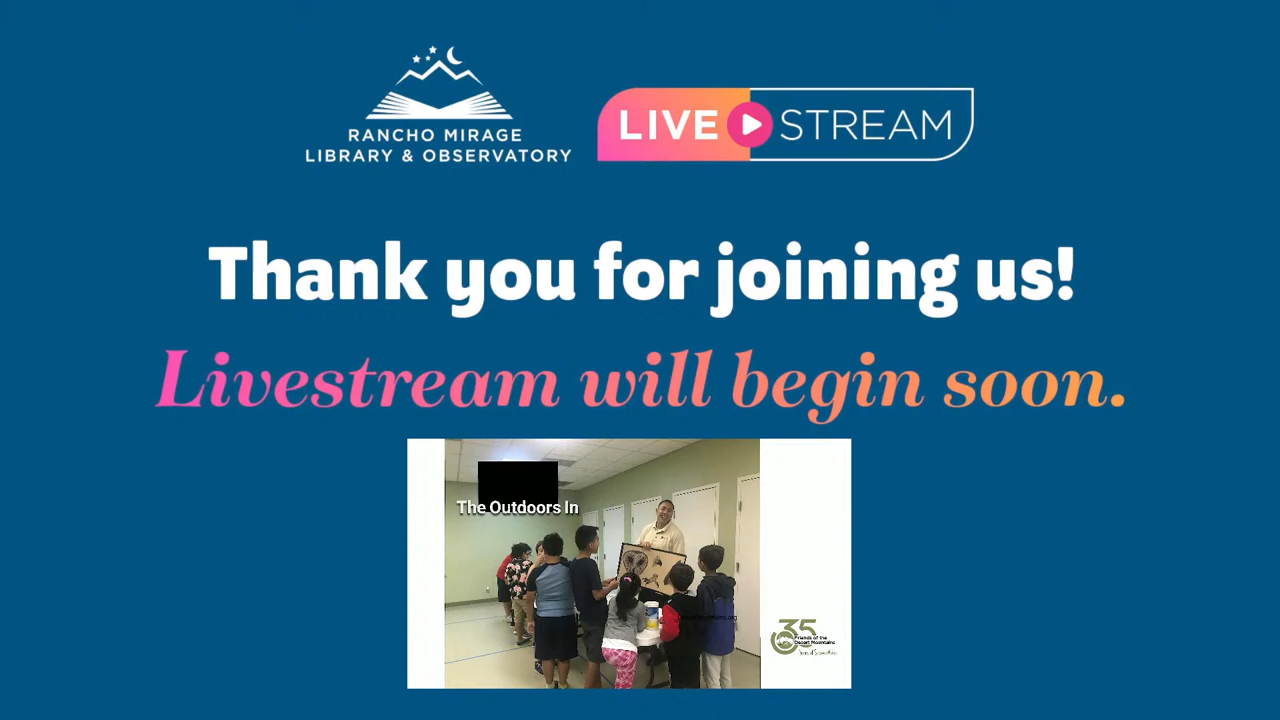 RANCHO MIRAGE
LIBRARY & OBSERVATORY
LIVE STREAM
Thank you for joining us!
Livestream will begin soon.
The Outdoors In
35
Friends of the
Desert Mountains